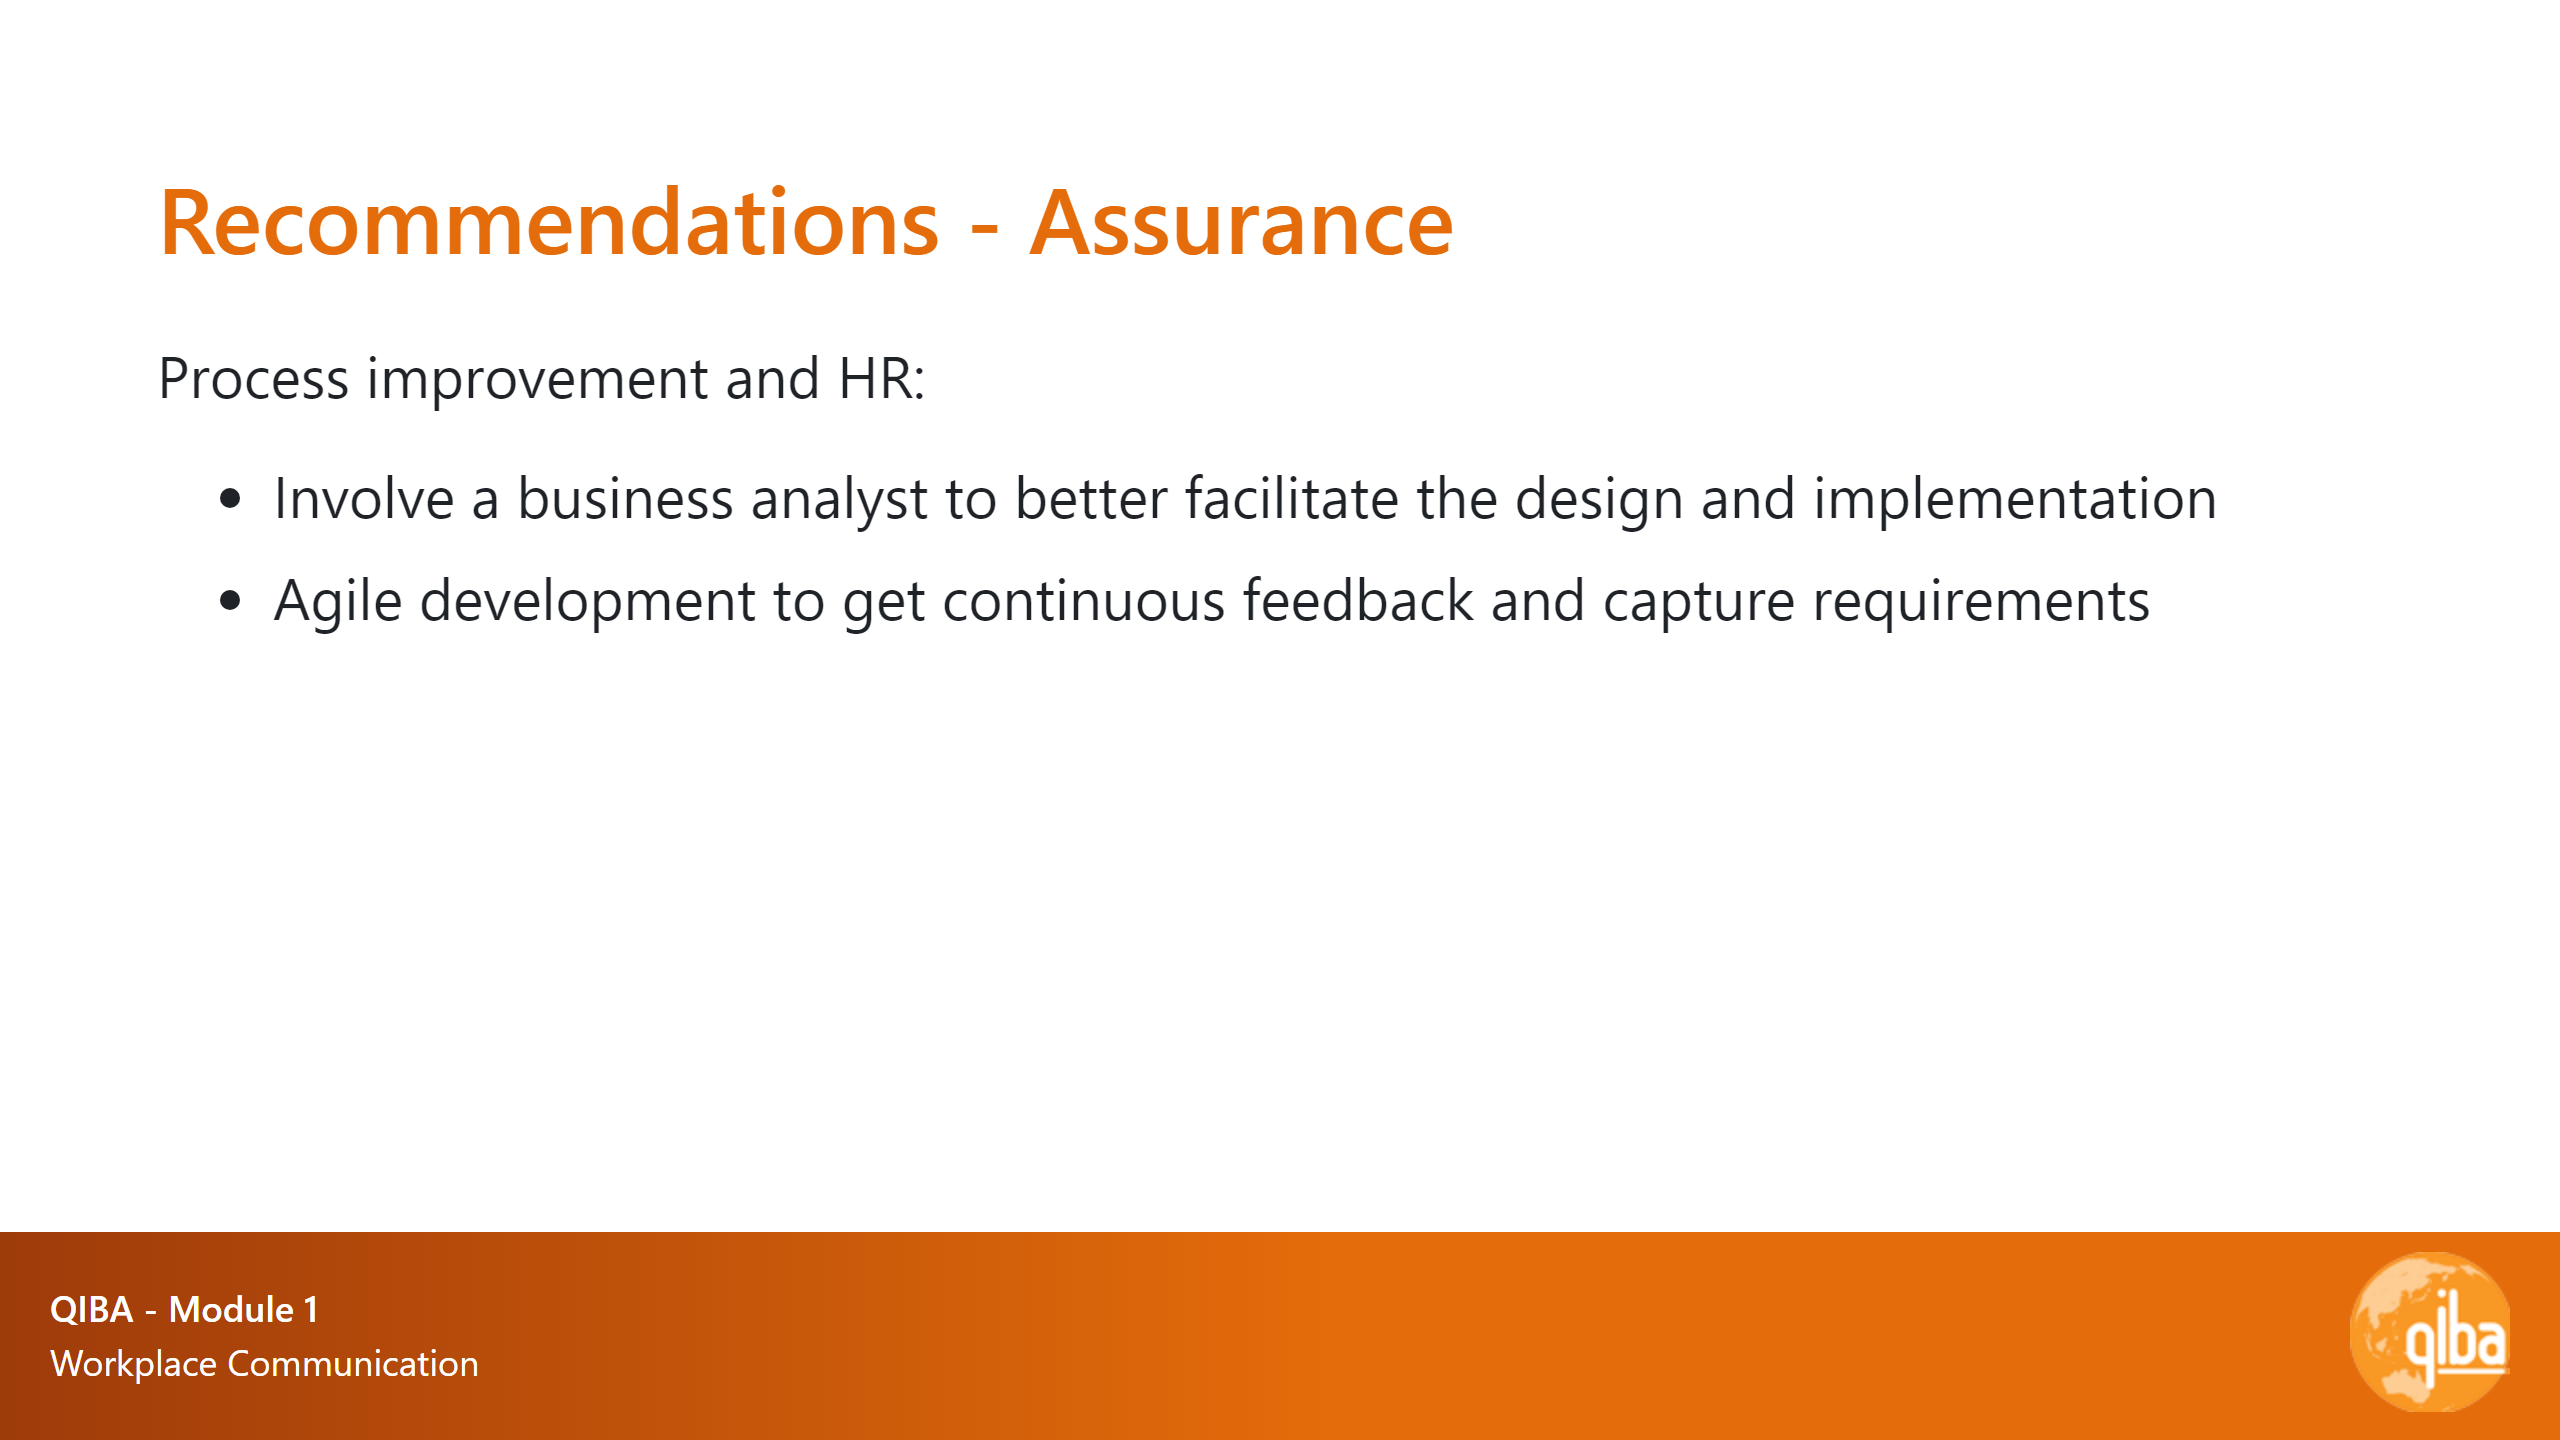 Recommendations - Assurance
Process improvement and HR:
• Involve a business analyst to better facilitate the design and implementation
• Agile development to get continuous feedback and capture requirements
QIBA - Module 1
Workplace Communication
qiba